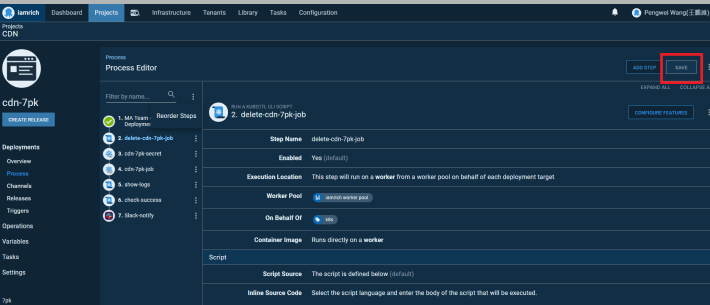 iamrich
Dashboard
Projects
Infrastructure
Tenants
Library
Tasks
Configuration
Pengwei Wang(王鵬維)
Projects
CDN
cdn-7pk
CREATE RELEASE
Deployments
Overview
Process
Channels
Releases
Triggers
Operations
Variables
Tasks
Settings
7pk
Process
Process Editor
ADD STEP
SAVE
EXPAND ALL
COLLAPSE A
Filter by name...
Reorder Steps
1. MA Team -
Deploymen
2. delete-cdn-7pk-job
3. cdn-7pk-secret
4. cdn-7pk-job
5. show-logs
6. check-success
7. Slack-notify
RUN A KUBECTL CLI SCRIPT
2. delete-cdn-7pk-job
CONFIGURE FEATURES
Step Name delete-cdn-7pk-job
Enabled Yes (default)
Execution Location This step will run on a worker from a worker pool on behalf of each deployment target
Worker Pool iamrich worker pool
On Behalf Of
Container Image Runs directly on a worker
Script
Script Source The script is defined below (default)
Inline Source Code Select the script language and enter the body of the script that will be executed.